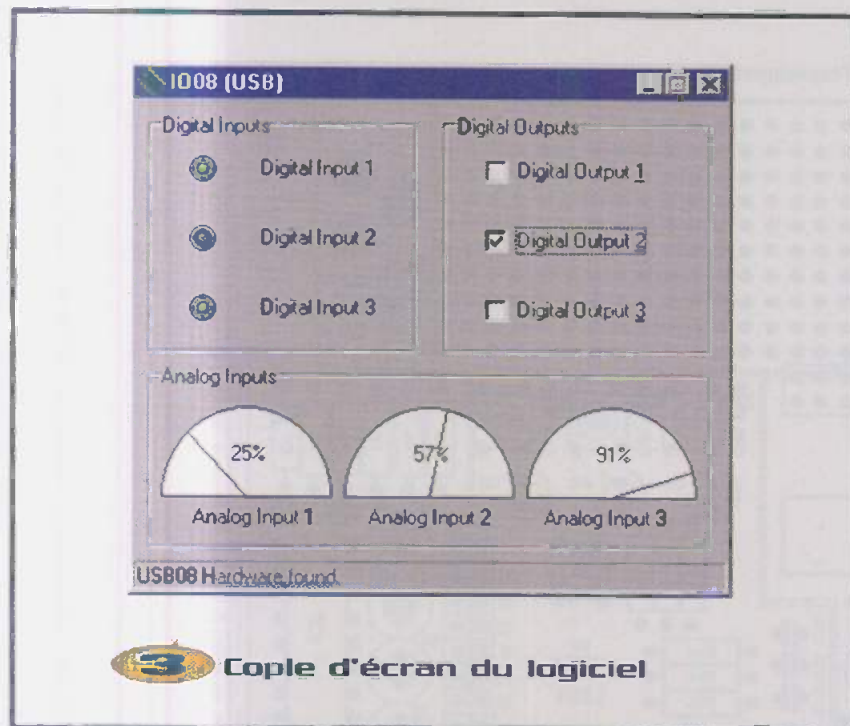 IO08 (USB)
Digital Inputs
Digital Input 1
Digital Input 2
Digital Input 3
Digital Outputs
Digital Output 1
Digital Output 2
Digital Output 3
Analog Inputs
25%
57%
91%
Analog Input 1
Analog Input 2
Analog Input 3
USB08 Hardware found.
3 Copie d'écran du logiciel